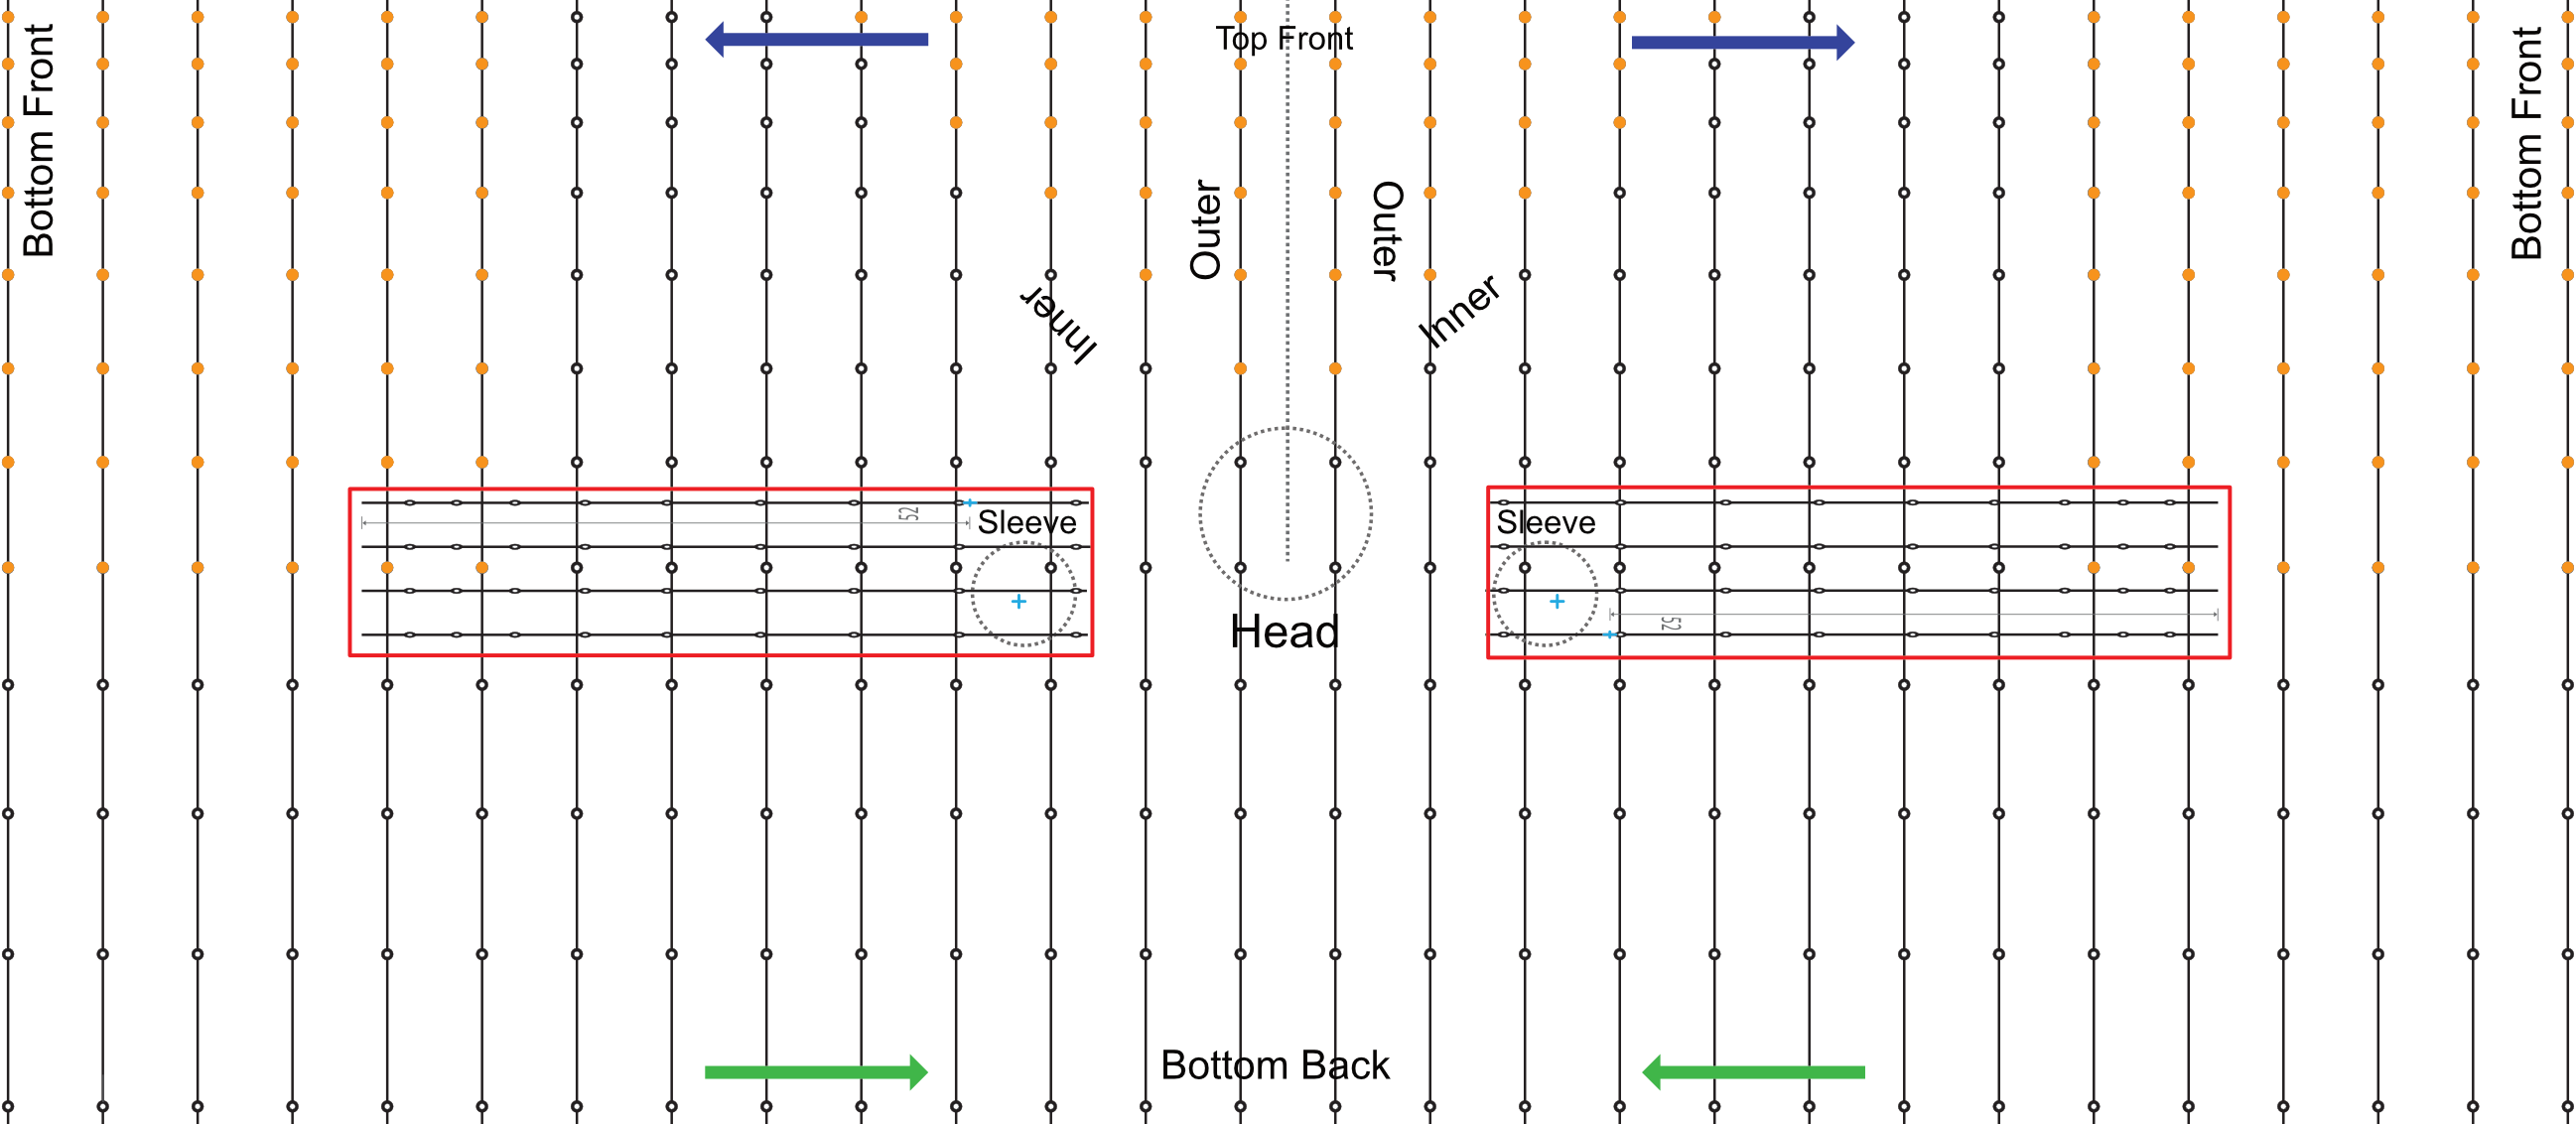 Bottom Front
Top Front
Bottom Front
Outer
Outer
Inner
Inner
52
Sleeve
Sleeve
52
Head
Bottom Back